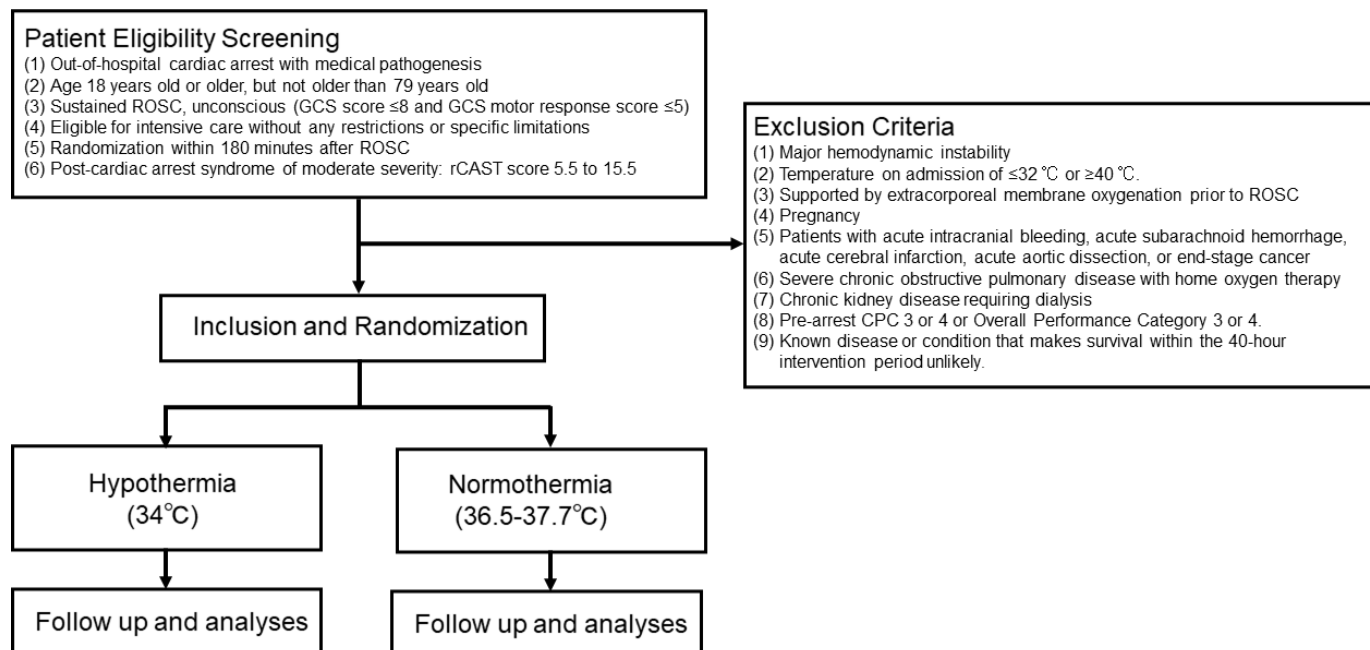 Patient Eligibility Screening
(1) Out-of-hospital cardiac arrest with medical pathogenesis
(2) Age 18 years old or older, but not older than 79 years old
(3) Sustained ROSC, unconscious (GCS score ≤8 and GCS motor response score ≤5)
(4) Eligible for intensive care without any restrictions or specific limitations
(5) Randomization within 180 minutes after ROSC
(6) Post-cardiac arrest syndrome of moderate severity: rCAST score 5.5 to 15.5
Exclusion Criteria
(1) Major hemodynamic instability
(2) Temperature on admission of ≤32 ℃ or ≥40 ℃.
(3) Supported by extracorporeal membrane oxygenation prior to ROSC
(4) Pregnancy
(5) Patients with acute intracranial bleeding, acute subarachnoid hemorrhage,
acute cerebral infarction, acute aortic dissection, or end-stage cancer
(6) Severe chronic obstructive pulmonary disease with home oxygen therapy
(7) Chronic kidney disease requiring dialysis
(8) Pre-arrest CPC 3 or 4 or Overall Performance Category 3 or 4.
(9) Known disease or condition that makes survival within the 40-hour
intervention period unlikely.
Inclusion and Randomization
Hypothermia
(34℃)
Normothermia
(36.5-37.7℃)
Follow up and analyses
Follow up and analyses